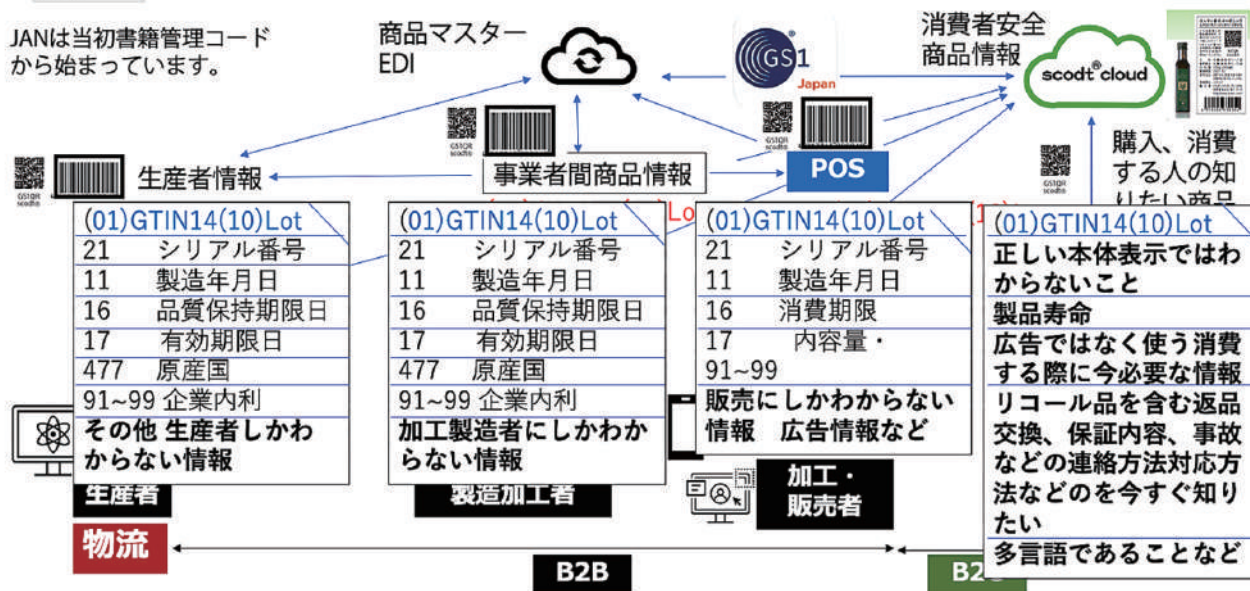 JANは当初書籍管理コード
から始まっています。
商品マスター
EDI
GS1
Japan
消費者安全
商品情報
scodt® cloud
GS1QR
scodt®
生産者情報
GS1QR
scodt®
事業者間商品情報
GS1QR
scodt®
POS
GS1QR
scodt®
購入、消費
する人の知
りたい商品
(01)GTIN14(10)Lot
21 シリアル番号
11 製造年月日
16 品質保持期限日
17 有効期限日
477 原産国
91~99 企業内利
その他 生産者しかわ
からない情報
生産者
(01)GTIN14(10)Lot
21 シリアル番号
11 製造年月日
16 品質保持期限日
17 有効期限日
477 原産国
91~99 企業内利
加工製造者にしかわか
らない情報
製造加工者
Lo
(01)GTIN14(10)Lot
21 シリアル番号
11 製造年月日
16 消費期限
17 内容量・
91~99
販売にしかわからない
情報 広告情報など
加工・
販売者
(01)GTIN14(10)Lot
正しい本体表示ではわ
からないこと
製品寿命
広告ではなく使う消費
する際に今必要な情報
リコール品を含む返品
交換、保証内容、事故
などの連絡方法対応方
法などのを今すぐ知り
たい
多言語であることなど
物流
B2B